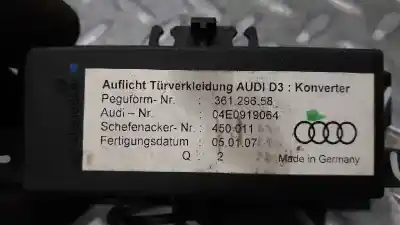 Auflicht Türverkleidung AUDI D3 : Konverter
Peguform- Nr. : 361.296.58
Audi – Nr. : 04E0919064
Schefenacker- Nr : 450 011
Fertigungsdatum : 05.01.07
Q : 2
Made in Germany